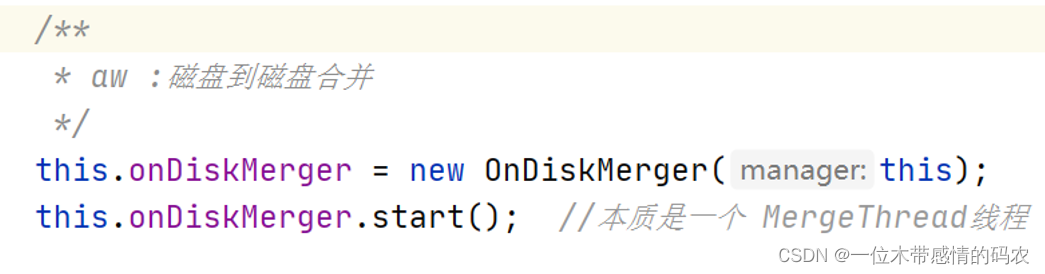 /**
* aw :磁盘到磁盘合并
*/
this.onDiskMerger = new OnDiskMerger( manager: this);
this.onDiskMerger.start(); //本质是一个 MergeThread线程
CSDN @一位木带感情的码农